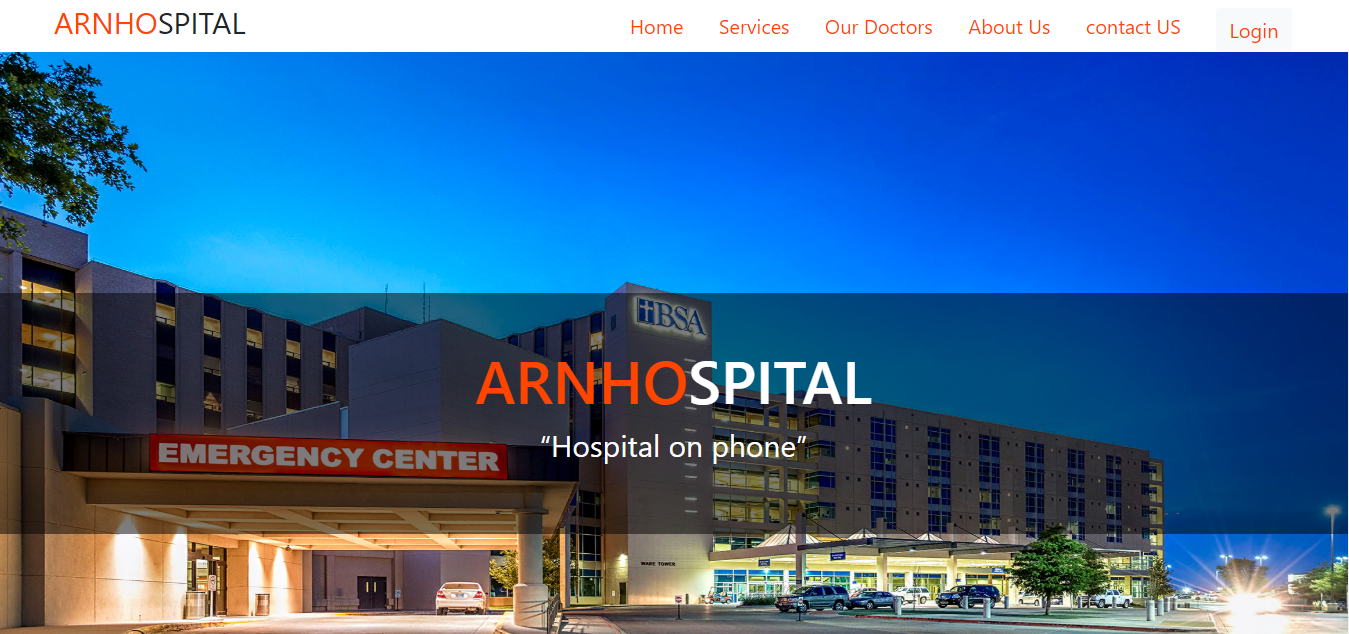 ARNHOSPITAL
Home Services Our Doctors About Us contact US Login
BSA
ARNHOSPITAL
“Hospital on phone”
EMERGENCY CENTER
WARE TOWER